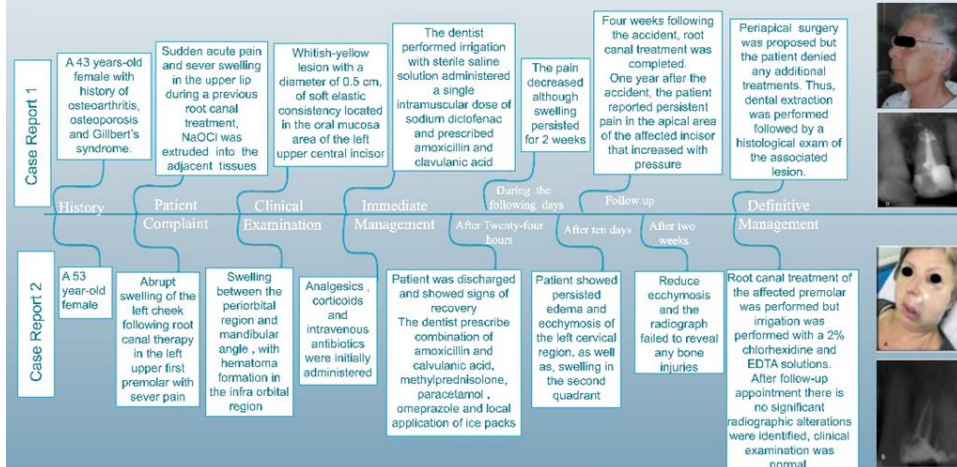 Case Report 1
A 43 years-old
female with
history of
osteoarthritis,
osteporosis
and Gillbert's
syndrome.
Sudden acute pain
and sever swelling
in the upper lip
during a previous
root canal
treatment,
NaOCl was
extruded into the
adjacent tissues
Whitish-yellow
lesion with a
diameter of 0.5 cm,
of soft elastic
consistency located
in the oral mucosa
area of the left
upper central incisor
The dentist
performed irrigation
with sterile saline
solution administered
a single
intramuscular dose of
sodium diclofenac
and prescribed
amoxicillin and
clavulanic acid
The pain
decreased
although
swelling
persisted
for 2 weeks
Four weeks following
the accident, root
canal treatment was
completed.
One year after the
accident, the patient
reported persistent
pain in the apical area
of the affected incisor
that increased with
pressure
Periapical surgery
was proposed but
the patient denied
any additional
treatments. Thus,
dental extraction
was performed
followed by a
histological exam
of the associated
lesion.
History
Patient
Complaint
Clinical
Examination
Immediate
Management
During the
following days
After Twenty-four
hours
After ten days
Follow up
After two
weeks
Definitive
Management
Case Report 2
A 53
year-old
female
Abrupt
swelling of the
left cheek
following root
canal therapy
in the left
upper first
premolar with
sever pain
Swelling
between the
periorbital
region and
mandibular
angle , with
hematoma
formation in
the infra orbital
region
Analgesics ,
corticoids
and
intravenous
antibiotics
were initially
administered
Patient was discharged
and showed signs of
recovery
The dentist prescribe
combination of
amoxicillin and
calvulanic acid,
methylprednisolone,
paracetamol ,
omeprazole and local
application of ice packs
Patient showed
persisted
edema and
ecchymosis of
the left cervical
region, as well
as, swelling in
the second
quadrant
Reduce
ecchymosis
and the
radiograph
failed to reveal
any bone
injuries
Root canal treatment of
the affected premolar
was performed but
irrigation was
performed with a 2%
chlorhexidine and
EDTA solutions.
After follow-up
appointment there is
no significant
radiographic alterations
were identified, clinical
examination was
normal